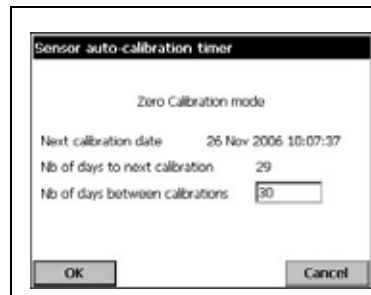 Sensor auto-calibration timer
Zero Calibration mode
Next calibration date 26 Nov 2006 10:07:37
Nb of days to next calibration 29
Nb of days between calibrations 30
OK Cancel